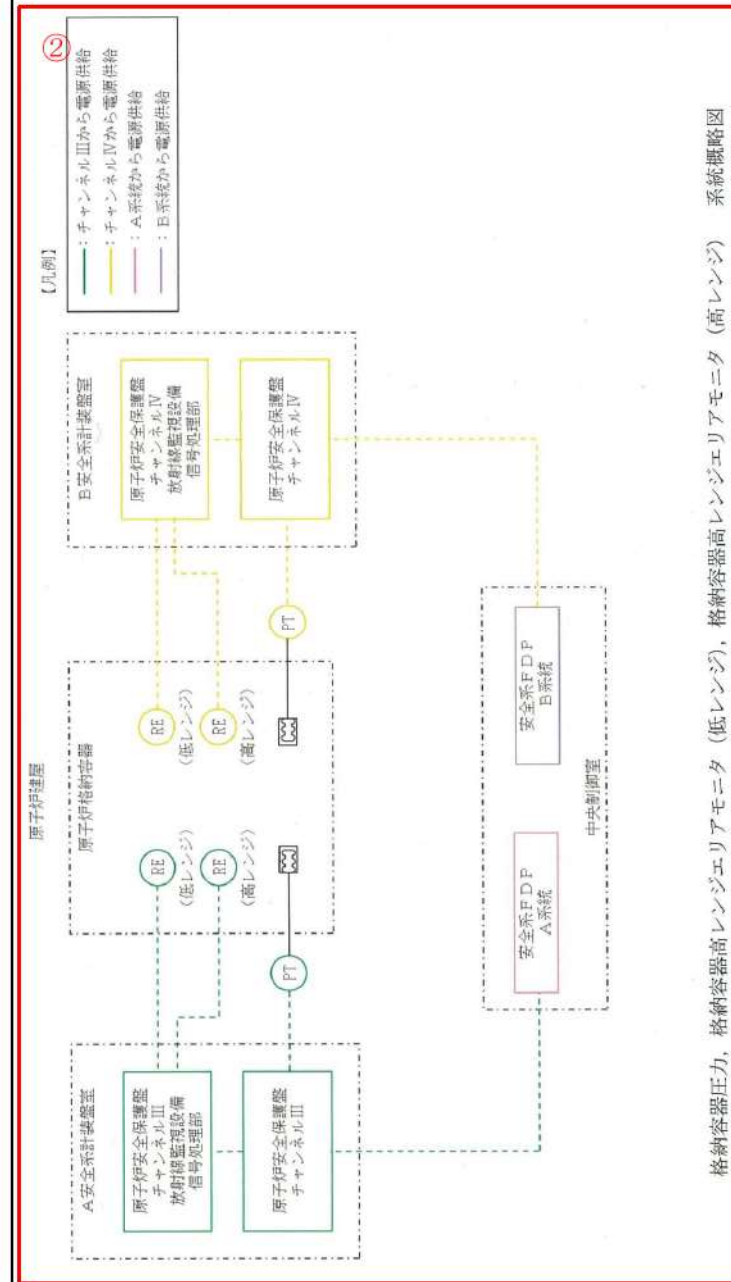 ②
【凡例】
：チャンネルⅢから電源供給
：チャンネルⅣから電源供給
：A系統から電源供給
：B系統から電源供給
原子炉建屋
A安全系計装盤室
原子炉安全保護盤
チャンネルⅢ
放射線監視設備
信号処理部
原子炉安全保護盤
チャンネルⅢ
PT
原子炉格納容器
RE
(低レンジ)
RE
(高レンジ)
RE
(低レンジ)
RE
(高レンジ)
PT
B安全系計装盤室
原子炉安全保護盤
チャンネルⅣ
放射線監視設備
信号処理部
原子炉安全保護盤
チャンネルⅣ
安全系FDP
A系統
安全系FDP
B系統
中央制御室
格納容器圧力，格納容器高レンジエリアモニタ（低レンジ），格納容器高レンジエリアモニタ（高レンジ）　系統概略図